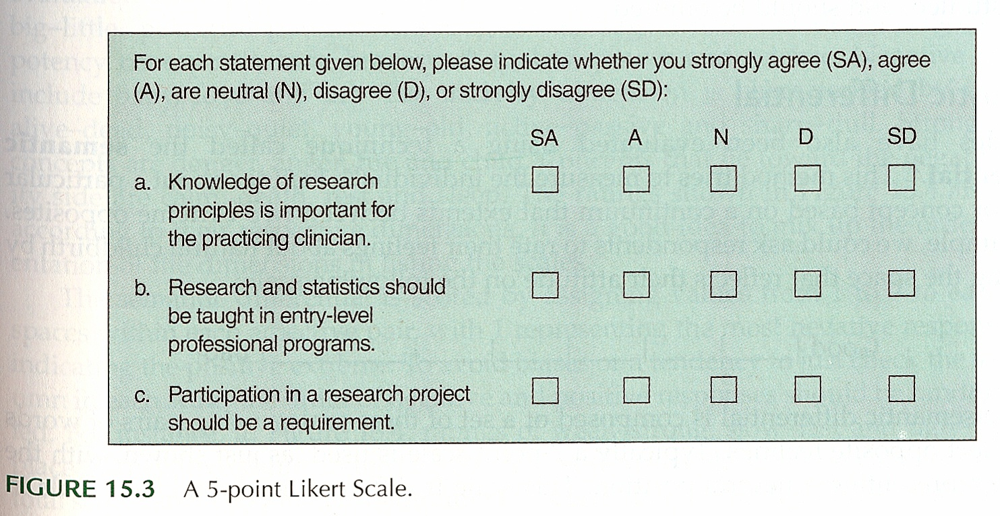 For each statement given below, please indicate whether you strongly agree (SA), agree
(A), are neutral (N), disagree (D), or strongly disagree (SD):
SA A N D SD
a. Knowledge of research
principles is important for
the practicing clinician.
b. Research and statistics should
be taught in entry-level
professional programs.
c. Participation in a research project
should be a requirement.
FIGURE 15.3 A 5-point Likert Scale.